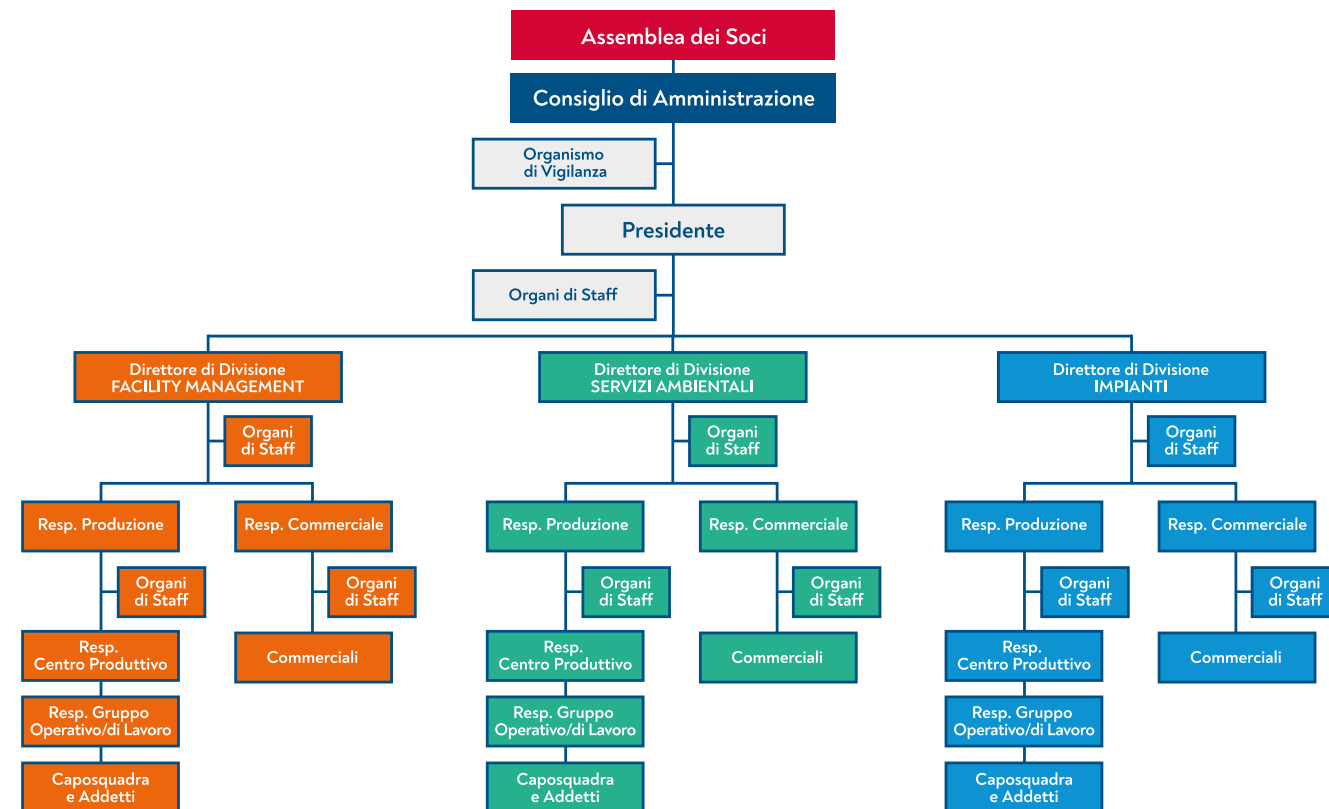 Assemblea dei Soci
Consiglio di Amministrazione
Organismo
di Vigilanza
Presidente
Organi di Staff
Direttore di Divisione
FACILITY MANAGEMENT
Organi
di Staff
Resp. Produzione
Resp. Commerciale
Organi
di Staff
Organi
di Staff
Resp.
Centro Produttivo
Commerciali
Resp. Gruppo
Operativo/di Lavoro
Caposquadra
e Addetti
Direttore di Divisione
SERVIZI AMBIENTALI
Organi
di Staff
Resp. Produzione
Resp. Commerciale
Organi
di Staff
Organi
di Staff
Resp.
Centro Produttivo
Commerciali
Resp. Gruppo
Operativo/di Lavoro
Caposquadra
e Addetti
Direttore di Divisione
IMPIANTI
Organi
di Staff
Resp. Produzione
Resp. Commerciale
Organi
di Staff
Organi
di Staff
Resp.
Centro Produttivo
Commerciali
Resp. Gruppo
Operativo/di Lavoro
Caposquadra
e Addetti